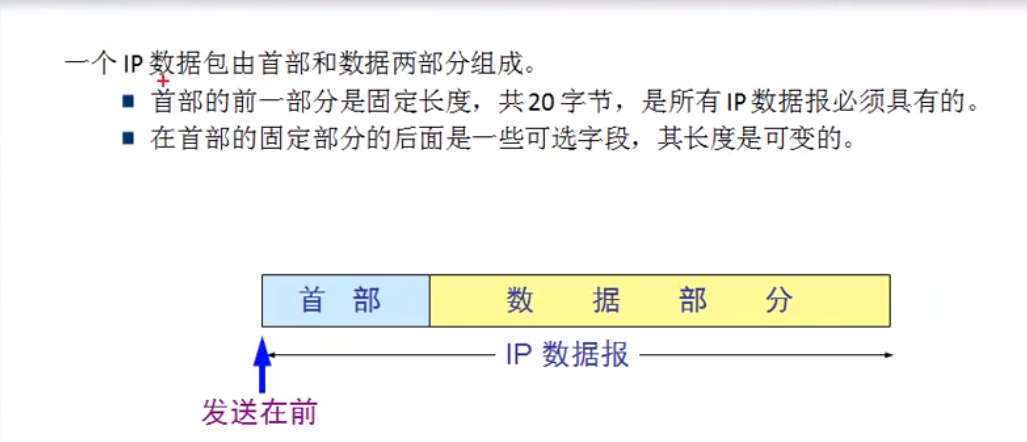 一个 IP 数据包由首部和数据两部分组成。
■ 首部的前一部分是固定长度，共 20 字节，是所有 IP 数据报必须具有的。
■ 在首部的固定部分的后面是一些可选字段，其长度是可变的。
首 部 数 据 部 分
IP 数据报
发送在前